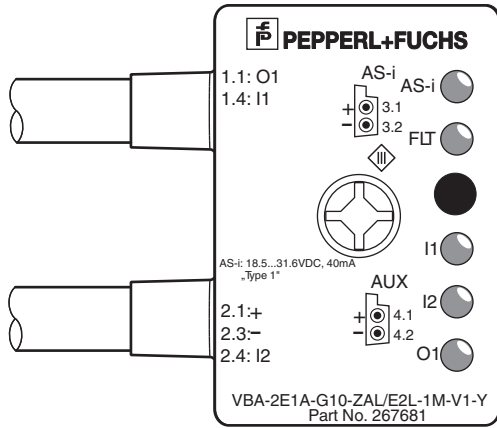 PEPPERL+FUCHS
1.1: O1
1.4: I1
AS-i
+ 3.1
– 3.2
III
AS-i
FLT
AS-i: 18.5...31.6VDC, 40mA
„Type 1"
I1
2.1:+
2.3:–
2.4: I2
AUX
+ 4.1
– 4.2
I2
O1
VBA-2E1A-G10-ZAL/E2L-1M-V1-Y
Part No. 267681